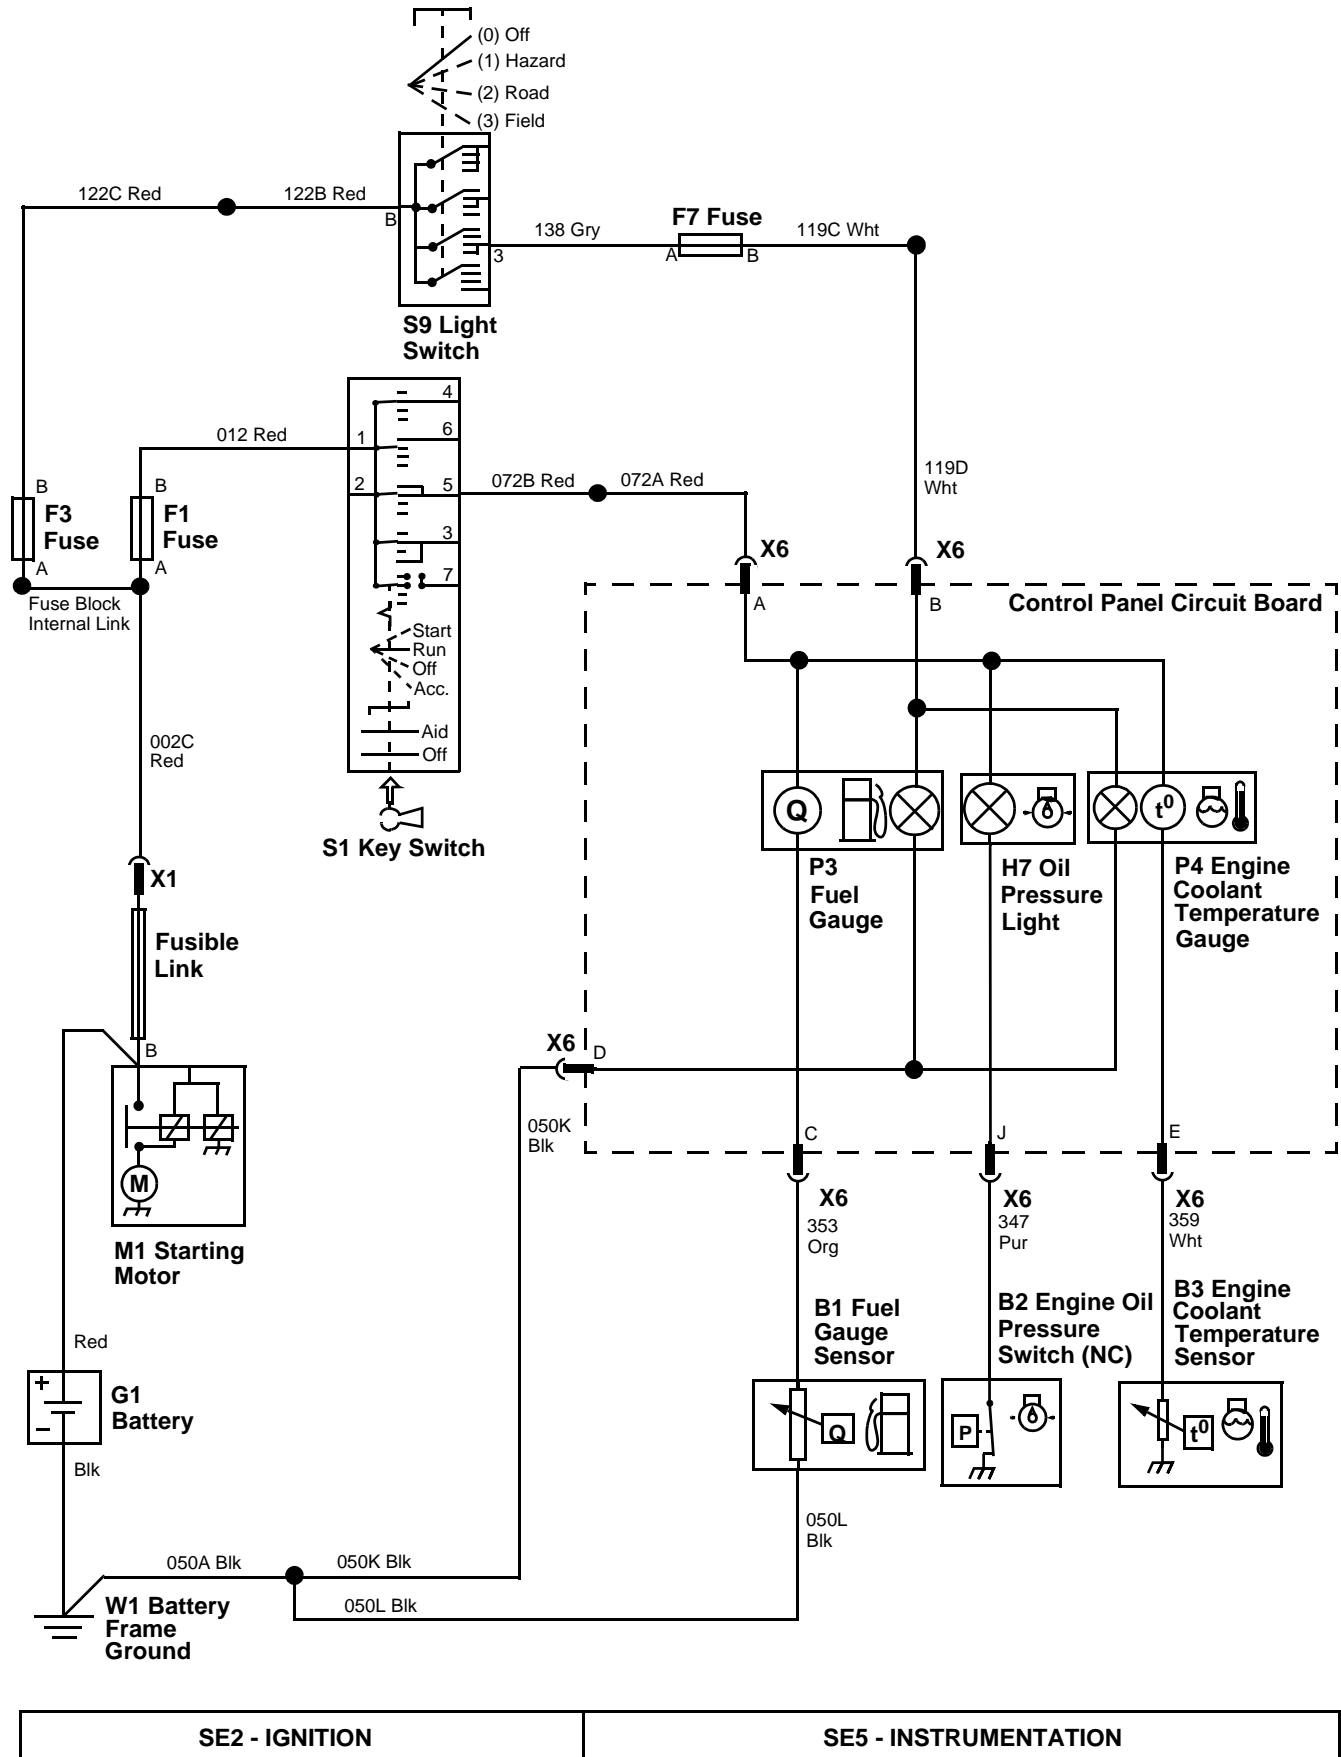 (0) Off
(1) Hazard
(2) Road
(3) Field
122C Red
122B Red
B
3
138 Gry
F7 Fuse
A
B
119C Wht
S9 Light
Switch
012 Red
1
2
4
6
5
3
7
072B Red
072A Red
119D
Wht
B
F3
Fuse
A
B
F1
Fuse
A
Fuse Block
Internal Link
Start
Run
Off
Acc.
Aid
Off
S1 Key Switch
X6
A
X6
B
Control Panel Circuit Board
002C
Red
X1
Fusible
Link
B
M
M1 Starting
Motor
Q
P3
Fuel
Gauge
H7 Oil
Pressure
Light
t0
P4 Engine
Coolant
Temperature
Gauge
X6
D
050K
Blk
C
X6
353
Org
J
X6
347
Pur
E
X6
359
Wht
B1 Fuel
Gauge
Sensor
Q
B2 Engine Oil
Pressure
Switch (NC)
P
B3 Engine
Coolant
Temperature
Sensor
t0
Red
+
–
G1
Battery
Blk
050L
Blk
050A Blk
050K Blk
050L Blk
W1 Battery
Frame
Ground
SE2 - IGNITION
SE5 - INSTRUMENTATION